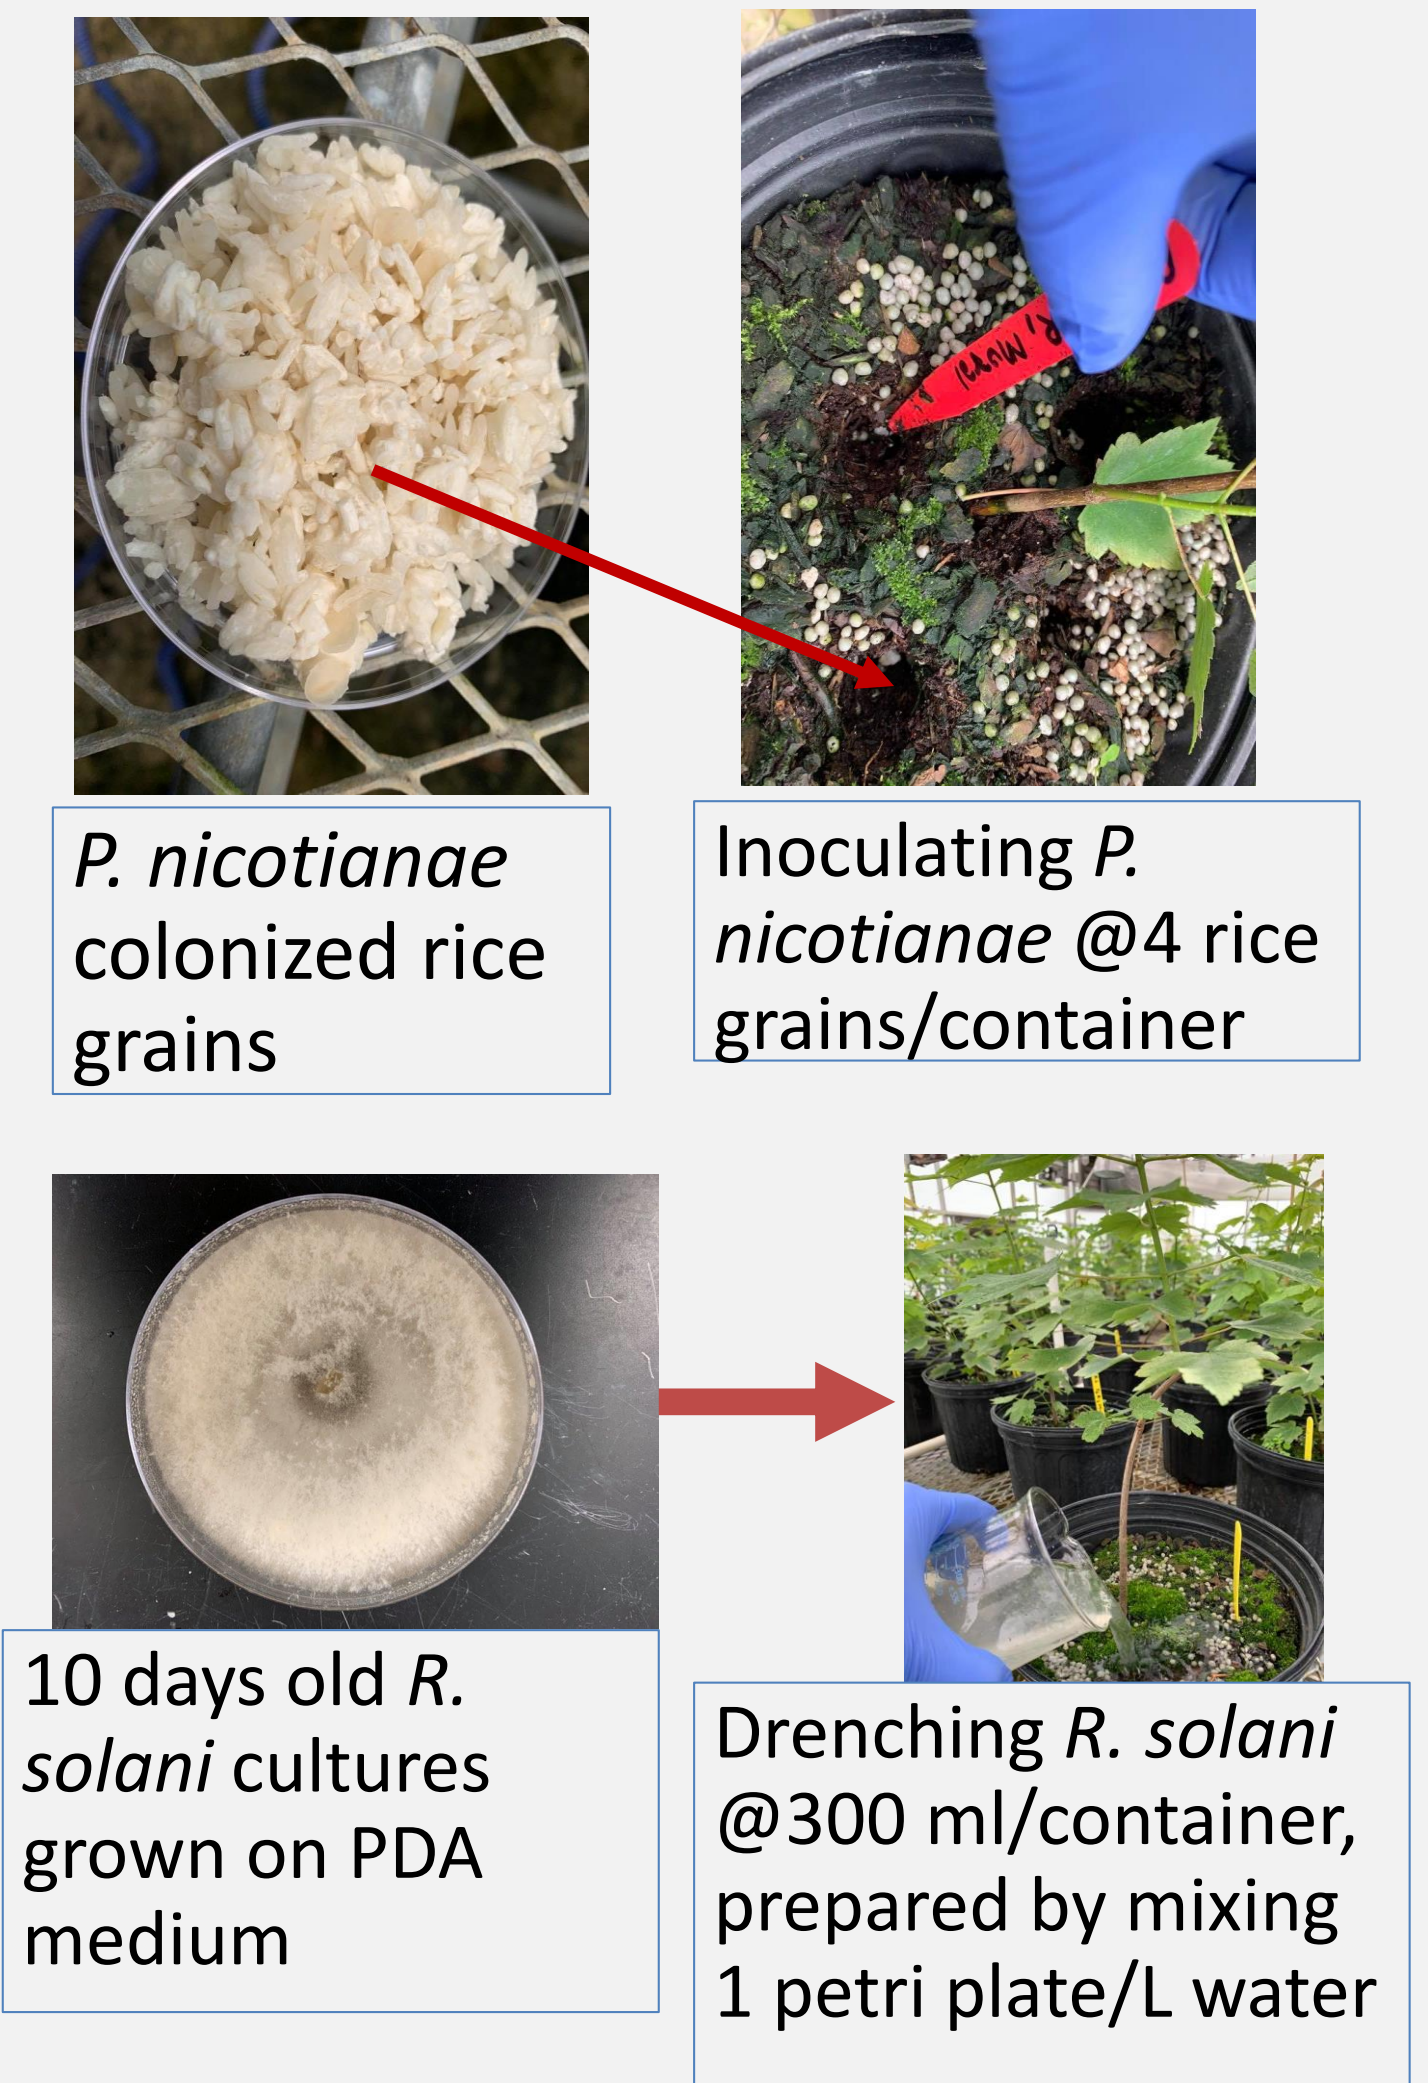 P. nicotianae
colonized rice
grains
Inoculating P.
nicotianae @4 rice
grains/container
10 days old R.
solani cultures
grown on PDA
medium
Drenching R. solani
@300 ml/container,
prepared by mixing
1 petri plate/L water